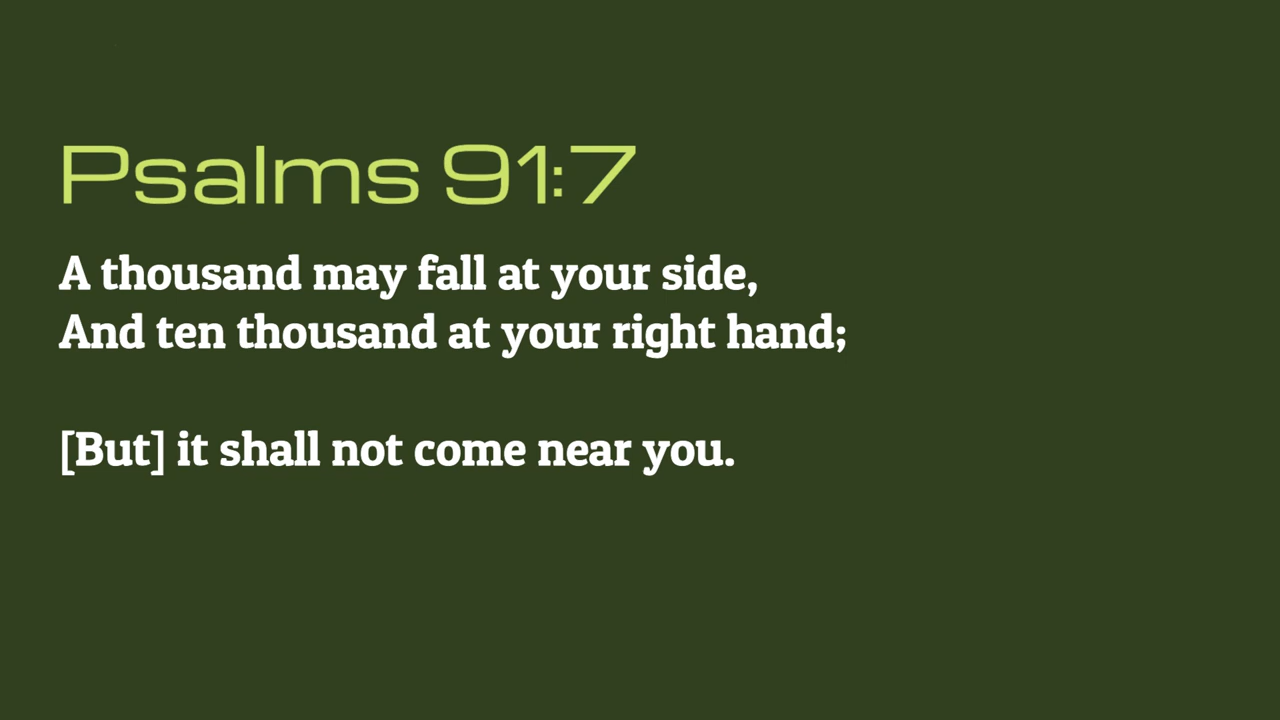 Psalms 91:7
A thousand may fall at your side,
And ten thousand at your right hand;
[But] it shall not come near you.